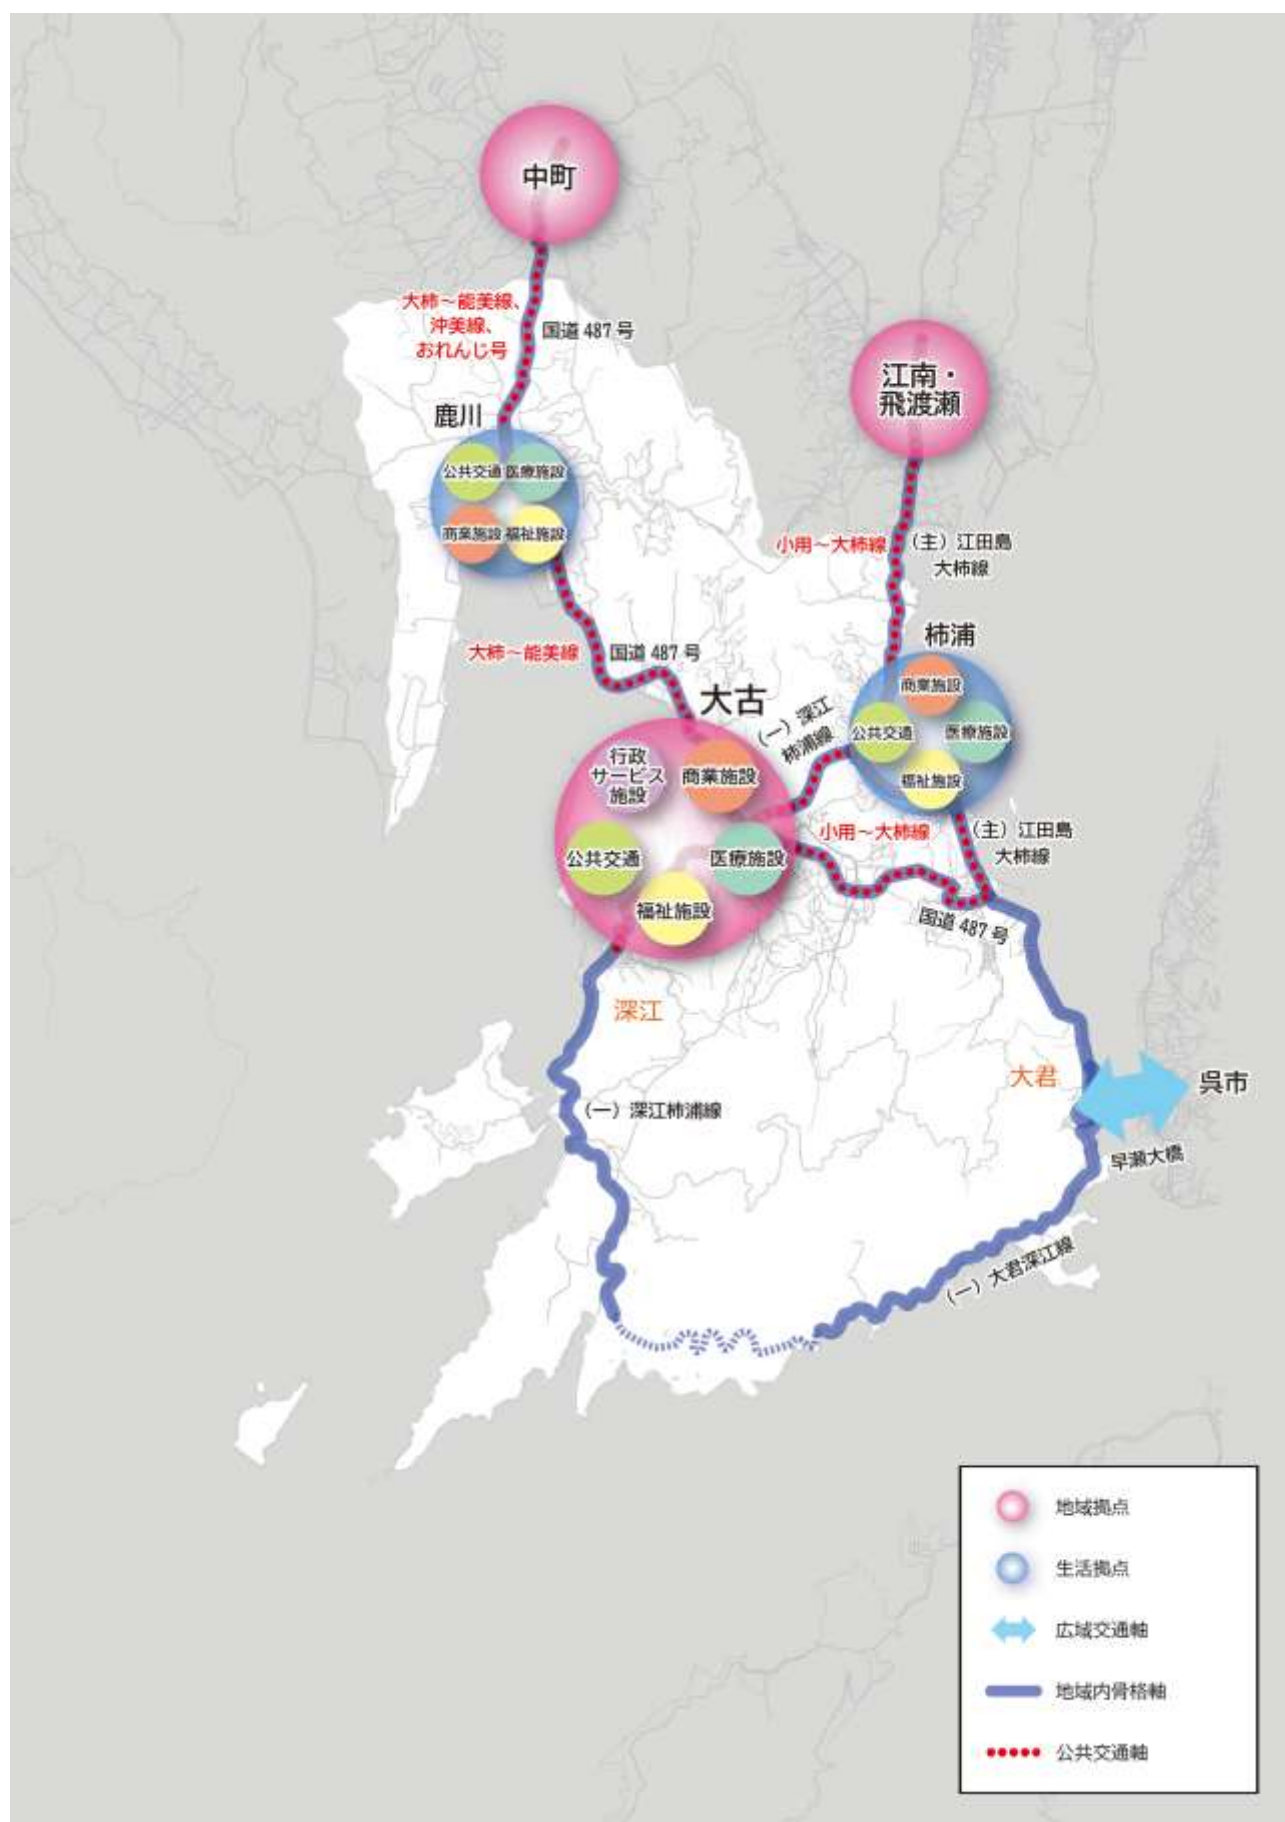 中町
大柿～能美線、
沖美線、
おれんじ号
国道 487 号
江南・
飛渡瀬
鹿川
公共交通
医療施設
商業施設
福祉施設
小用～大柿線
（主）江田島
大柿線
柿浦
商業施設
公共交通
医療施設
福祉施設
大柿～能美線
国道 487 号
大古
（一）深江
柿浦線
行政
サービス
施設
商業施設
公共交通
医療施設
福祉施設
小用～大柿線
（主）江田島
大柿線
国道 487 号
深江
大君
呉市
（一）深江柿浦線
早瀬大橋
（一）大君深江線
地域拠点
生活拠点
広域交通軸
地域内骨格軸
公共交通軸